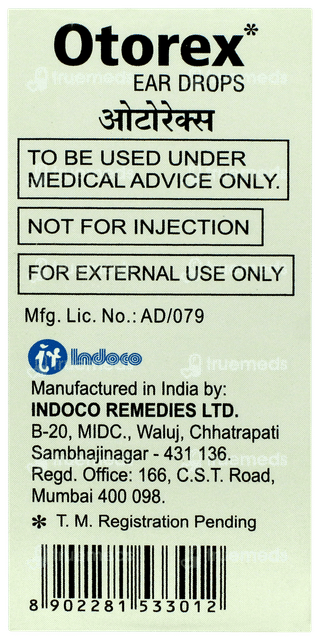 Otorex*
EAR DROPS
ओटोरेक्स
TO BE USED UNDER
MEDICAL ADVICE ONLY.
NOT FOR INJECTION
FOR EXTERNAL USE ONLY
Mfg. Lic. No.: AD/079
Indoco
Manufactured in India by:
INDOCO REMEDIES LTD.
B-20, MIDC., Waluj, Chhatrapati
Sambhajinagar - 431 136.
Regd. Office: 166, C.S.T. Road,
Mumbai 400 098.
* T. M. Registration Pending
8 902281 533012